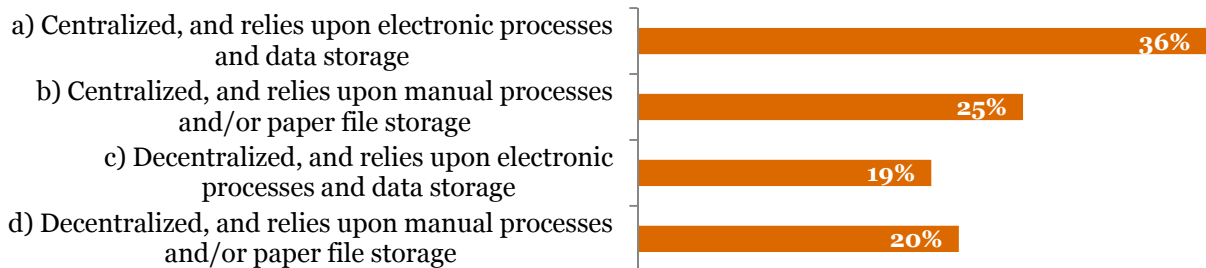 a) Centralized, and relies upon electronic processes
and data storage
36%
b) Centralized, and relies upon manual processes
and/or paper file storage
25%
c) Decentralized, and relies upon electronic
processes and data storage
19%
d) Decentralized, and relies upon manual processes
and/or paper file storage
20%